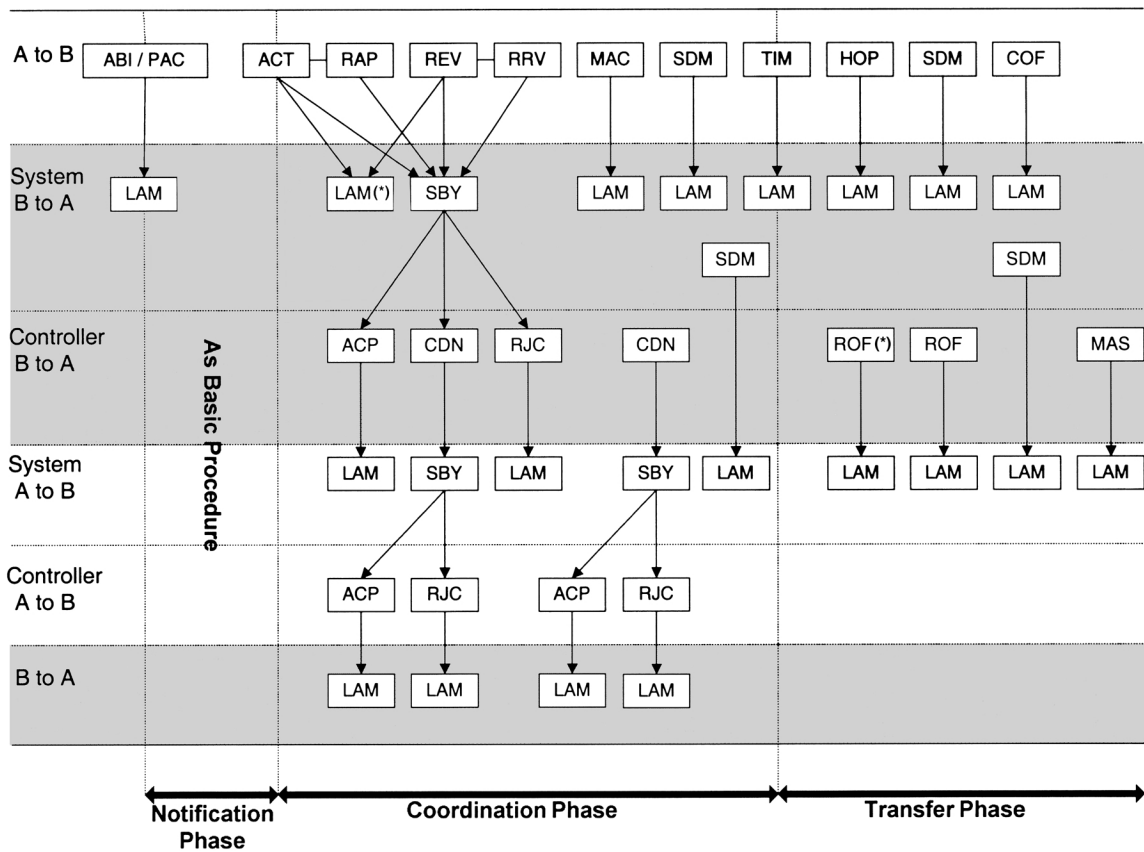 A to B
ABI / PAC ACT RAP REV RRV MAC SDM TIM HOP SDM COF
System
B to A
LAM LAM(*) SBY LAM LAM LAM LAM LAM LAM
SDM SDM
Controller
B to A
ACP CDN RJC CDN ROF(*) ROF MAS
As Basic Procedure
System
A to B
LAM SBY LAM SBY LAM LAM LAM LAM LAM
Controller
A to B
ACP RJC ACP RJC
B to A
LAM LAM LAM LAM
Notification
Phase
Coordination Phase
Transfer Phase